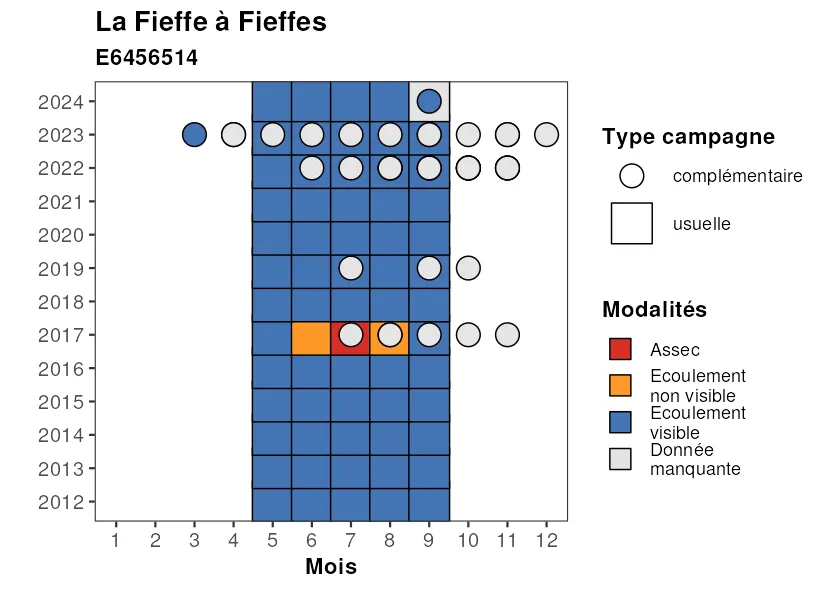 La Fieffe à Fieffes
E6456514
2024
2023
2022
2021
2020
2019
2018
2017
2016
2015
2014
2013
2012
1 2 3 4 5 6 7 8 9 10 11 12
Mois
Type campagne
complémentaire
usuelle
Modalités
Assec
Ecoulement
non visible
Ecoulement
visible
Donnée
manquante